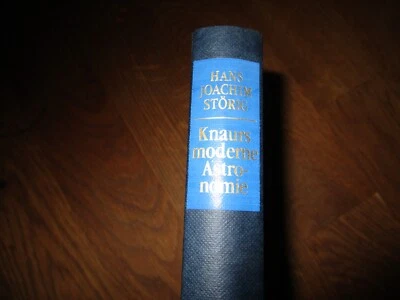 HANS
JOACHIM
STÖRIG
Knaurs
moderne
Astro-
nomie